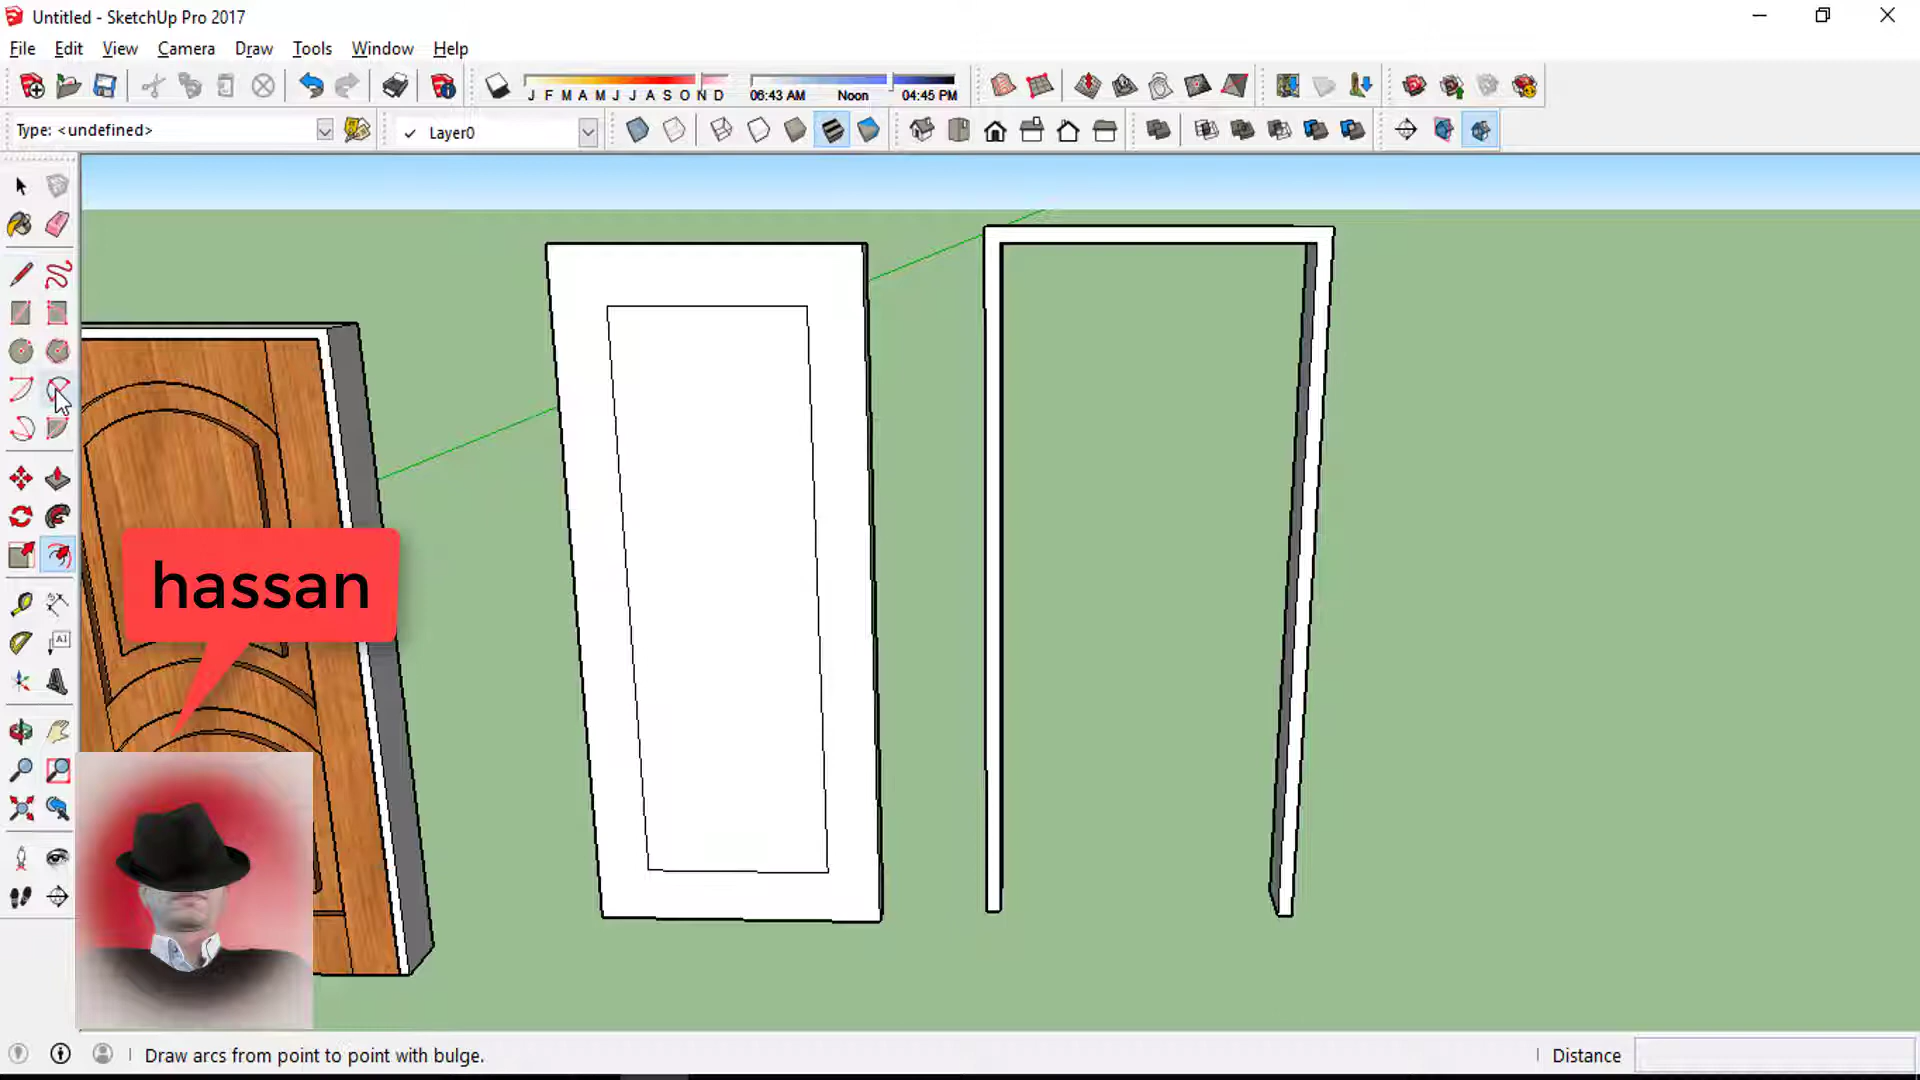 Untitled - SketchUp Pro 2017
File Edit View Camera Draw Tools Window Help
J F M A M J J A S O N D 06:43 AM Noon 04:45 PM
Type: <undefined> Layer0
hassan
A1
Draw arcs from point to point with bulge. Distance